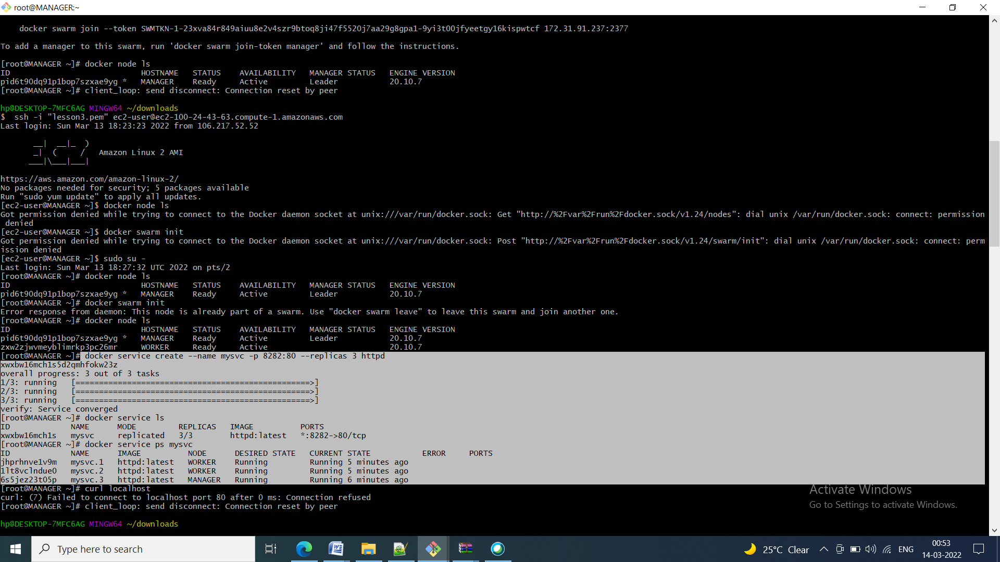 root@MANAGER:~
    docker swarm join --token SWMTKN-1-23xva84r849aiuu8e2v4szr9btoq8ji47f5520j7aa29g8gpa1-9yi3t00jfyeetgy16kispwtcf 172.31.91.237:2377
To add a manager to this swarm, run 'docker swarm join-token manager' and follow the instructions.
[root@MANAGER ~]# docker node ls
ID                            HOSTNAME   STATUS    AVAILABILITY   MANAGER STATUS   ENGINE VERSION
pid6t90dq91p1bop7szxae9yg *   MANAGER    Ready     Active         Leader           20.10.7
[root@MANAGER ~]# client_loop: send disconnect: Connection reset by peer
hp@DESKTOP-7MFC6AG MINGW64 ~/downloads
$  ssh -i "lesson3.pem" ec2-user@ec2-100-24-43-63.compute-1.amazonaws.com
Last login: Sun Mar 13 18:23:23 2022 from 106.217.52.52
       __|  __|_  )
       _|  (     /   Amazon Linux 2 AMI
      ___|\___|___|
https://aws.amazon.com/amazon-linux-2/
No packages needed for security; 5 packages available
Run "sudo yum update" to apply all updates.
[ec2-user@MANAGER ~]$ docker node ls
Got permission denied while trying to connect to the Docker daemon socket at unix:///var/run/docker.sock: Get "http://%2Fvar%2Frun%2Fdocker.sock/v1.24/nodes": dial unix /var/run/docker.sock: connect: permission
 denied
[ec2-user@MANAGER ~]$ docker swarm init
Got permission denied while trying to connect to the Docker daemon socket at unix:///var/run/docker.sock: Post "http://%2Fvar%2Frun%2Fdocker.sock/v1.24/swarm/init": dial unix /var/run/docker.sock: connect: perm
ission denied
[ec2-user@MANAGER ~]$ sudo su -
Last login: Sun Mar 13 18:27:32 UTC 2022 on pts/2
[root@MANAGER ~]# docker node ls
ID                            HOSTNAME   STATUS    AVAILABILITY   MANAGER STATUS   ENGINE VERSION
pid6t90dq91p1bop7szxae9yg *   MANAGER    Ready     Active         Leader           20.10.7
[root@MANAGER ~]# docker swarm init
Error response from daemon: This node is already part of a swarm. Use "docker swarm leave" to leave this swarm and join another one.
[root@MANAGER ~]# docker node ls
ID                            HOSTNAME   STATUS    AVAILABILITY   MANAGER STATUS   ENGINE VERSION
pid6t90dq91p1bop7szxae9yg *   MANAGER    Ready     Active         Leader           20.10.7
zxw2zjwvmeyblimrkp3pc26mr     WORKER     Ready     Active                          20.10.7
[root@MANAGER ~]# docker service create --name mysvc -p 8282:80 --replicas 3 httpd
xwxbw16mch1s5d2qmhfokw23z
overall progress: 3 out of 3 tasks
1/3: running   [==================================================>]
2/3: running   [==================================================>]
3/3: running   [==================================================>]
verify: Service converged
[root@MANAGER ~]# docker service ls
ID             NAME      MODE         REPLICAS   IMAGE          PORTS
xwxbw16mch1s   mysvc     replicated   3/3        httpd:latest   *:8282->80/tcp
[root@MANAGER ~]# docker service ps mysvc
ID             NAME      IMAGE          NODE      DESIRED STATE   CURRENT STATE           ERROR     PORTS
jhprhnve1v9m   mysvc.1   httpd:latest   WORKER    Running         Running 5 minutes ago
1lt8vclndue0   mysvc.2   httpd:latest   WORKER    Running         Running 5 minutes ago
6s5jez23t05p   mysvc.3   httpd:latest   MANAGER   Running         Running 6 minutes ago
[root@MANAGER ~]# curl localhost
curl: (7) Failed to connect to localhost port 80 after 0 ms: Connection refused
[root@MANAGER ~]# client_loop: send disconnect: Connection reset by peer
hp@DESKTOP-7MFC6AG MINGW64 ~/downloads
Activate Windows
Go to Settings to activate Windows.
Type here to search
25°C Clear
ENG
00:53
14-03-2022